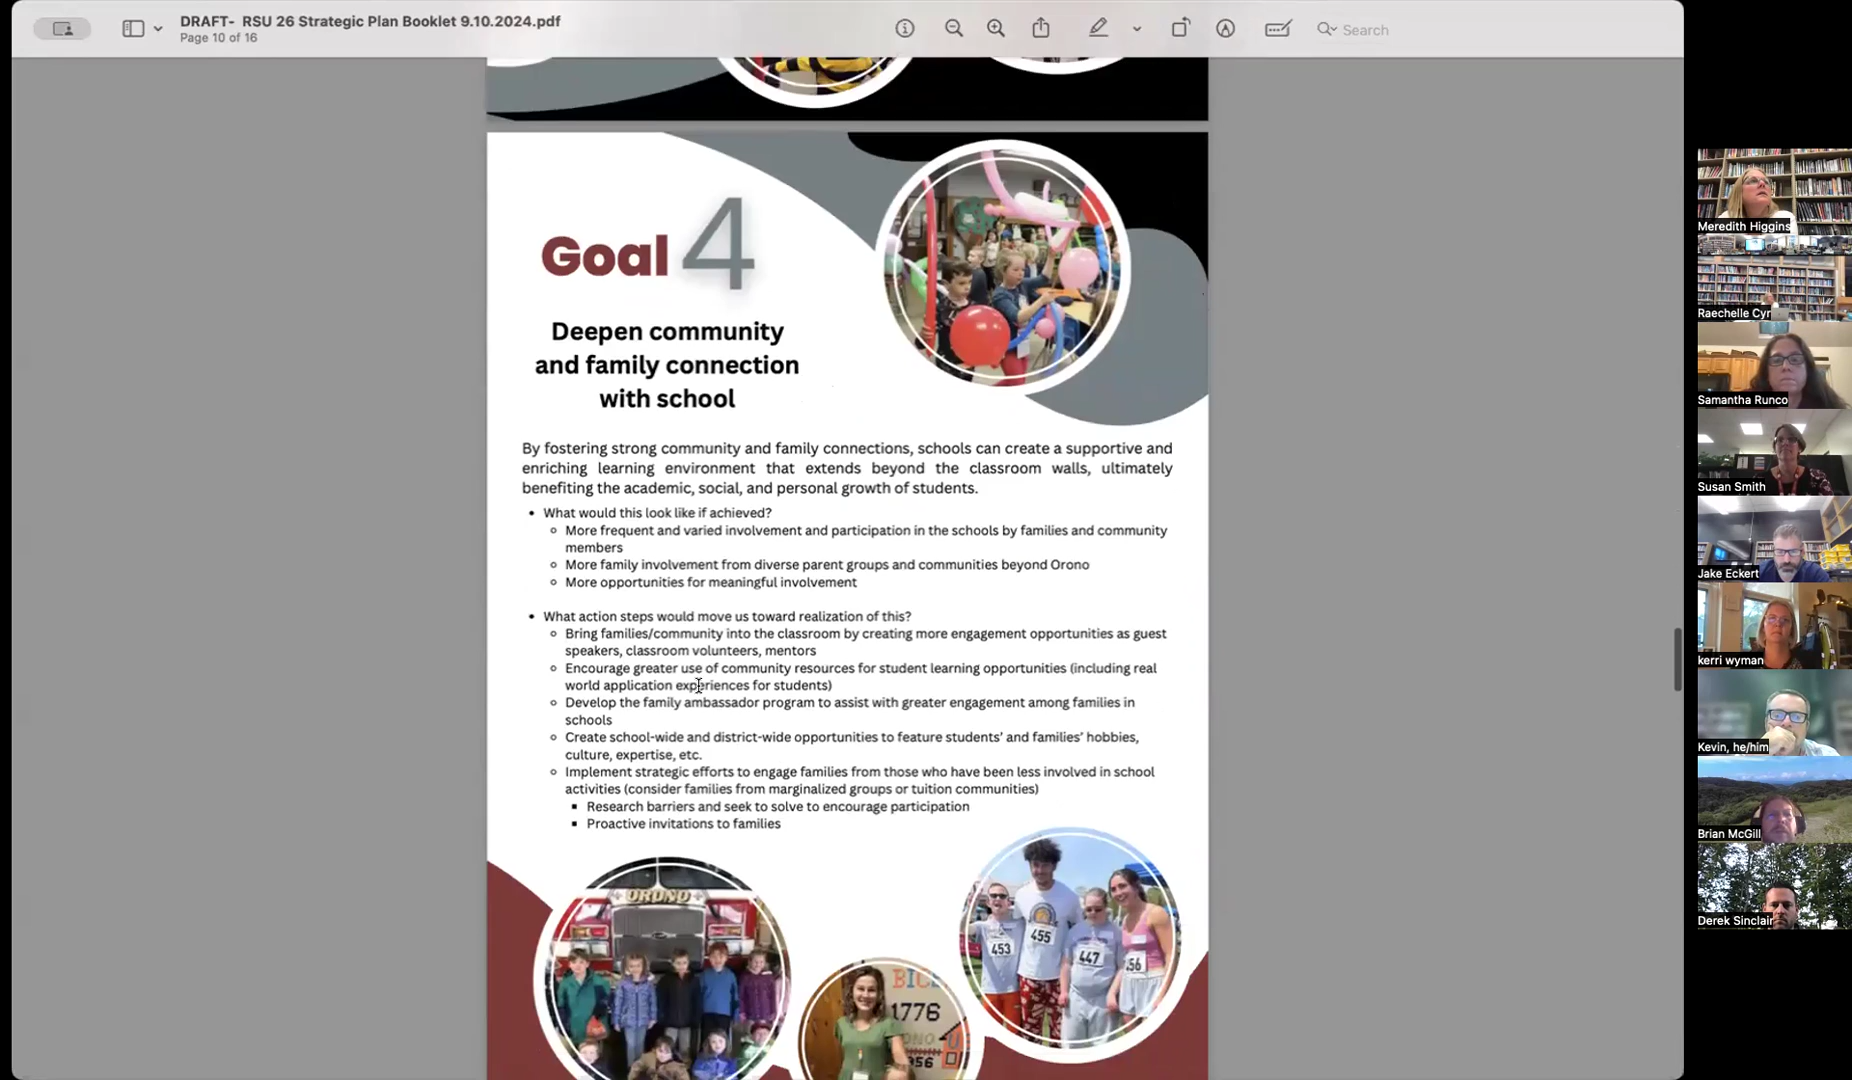 DRAFT- RSU 26 Strategic Plan Booklet 9.10.2024.pdf
Page 10 of 16
Search
Goal 4
Deepen community
and family connection
with school
By fostering strong community and family connections, schools can create a supportive and
enriching learning environment that extends beyond the classroom walls, ultimately
benefiting the academic, social, and personal growth of students.
• What would this look like if achieved?
◦ More frequent and varied involvement and participation in the schools by families and community
members
◦ More family involvement from diverse parent groups and communities beyond Orono
◦ More opportunities for meaningful involvement
• What action steps would move us toward realization of this?
◦ Bring families/community into the classroom by creating more engagement opportunities as guest
speakers, classroom volunteers, mentors
◦ Encourage greater use of community resources for student learning opportunities (including real
world application experiences for students)
◦ Develop the family ambassador program to assist with greater engagement among families in
schools
◦ Create school-wide and district-wide opportunities to feature students’ and families’ hobbies,
culture, expertise, etc.
◦ Implement strategic efforts to engage families from those who have been less involved in school
activities (consider families from marginalized groups or tuition communities)
▪ Research barriers and seek to solve to encourage participation
▪ Proactive invitations to families
ORONO
1776
453
455
447
Meredith Higgins
Raechelle Cyr
Samantha Runco
Susan Smith
Jake Eckert
kerri wyman
Kevin, he/him
Brian McGill
Derek Sinclair